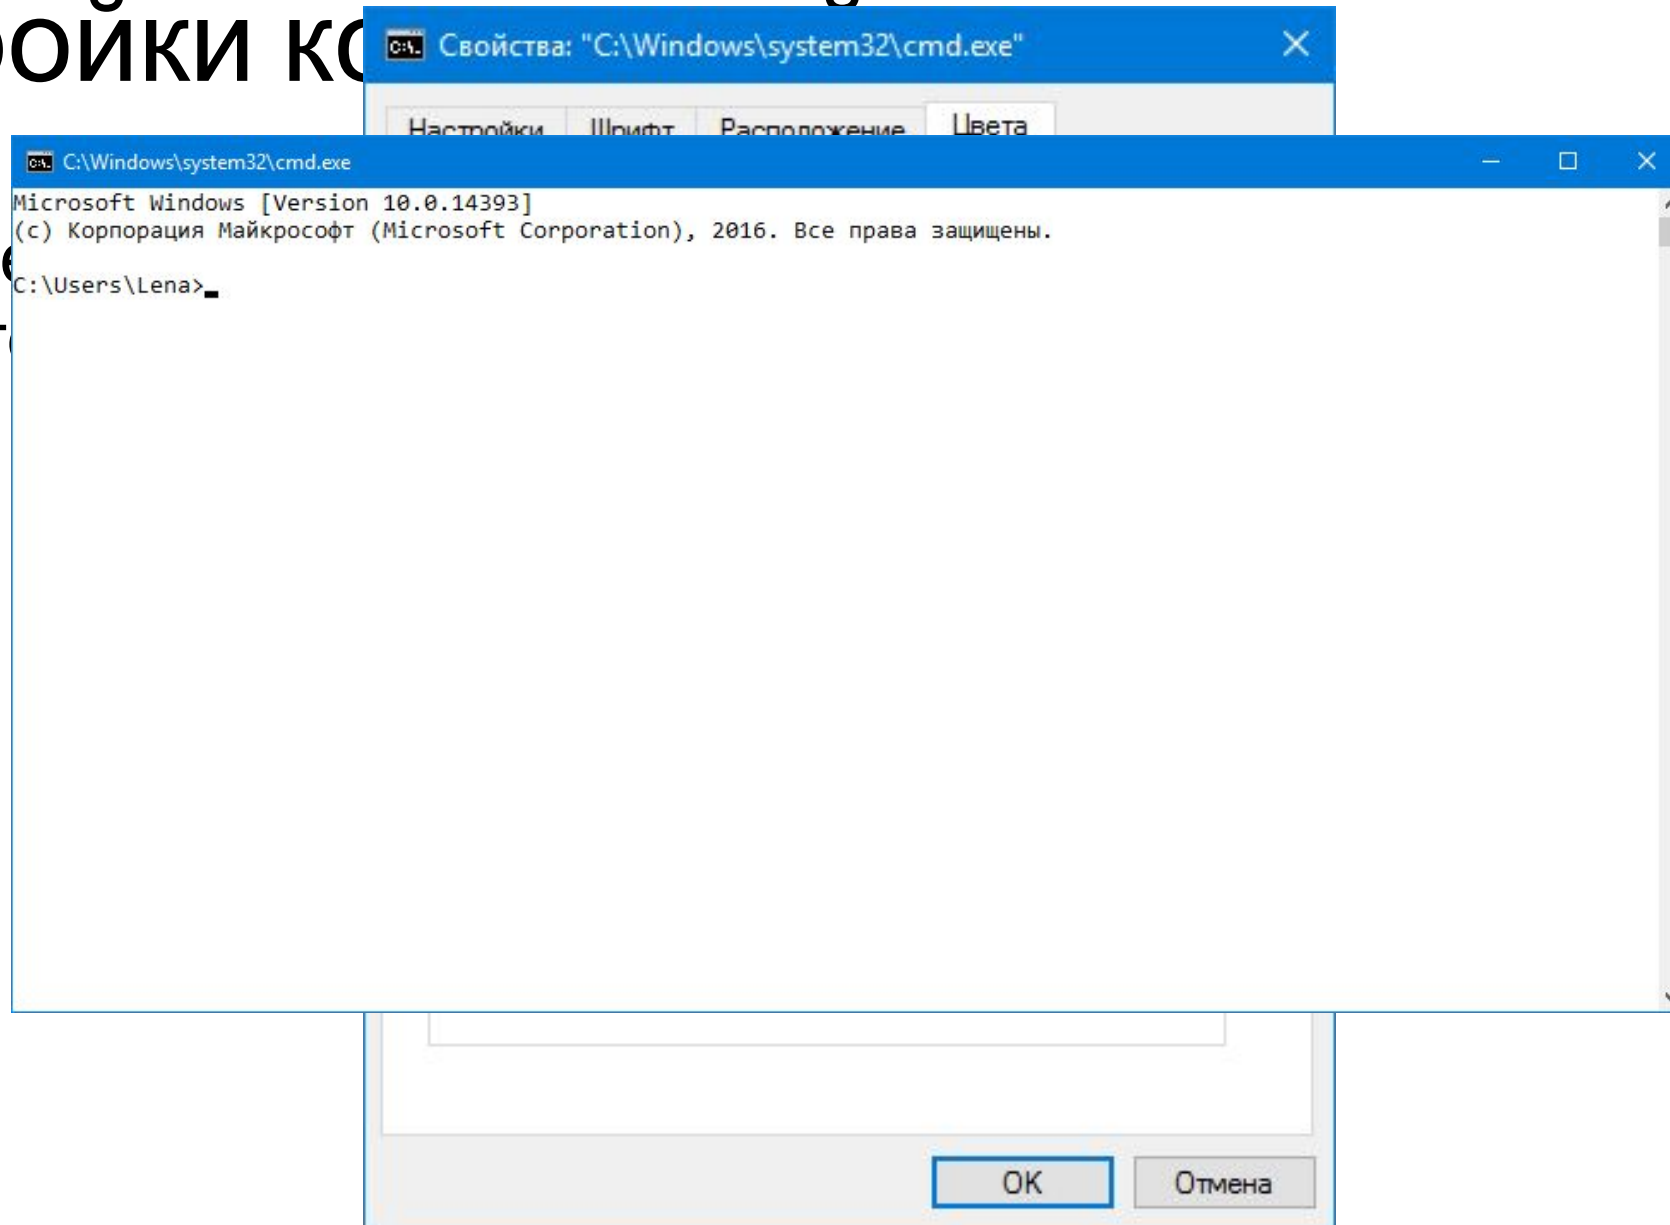 ройки ко
Свойства: "C:\Windows\system32\cmd.exe"
Настройки Шрифт Расположение Цвета
C:\Windows\system32\cmd.exe
Microsoft Windows [Version 10.0.14393]
(c) Корпорация Майкрософт (Microsoft Corporation), 2016. Все права защищены.
C:\Users\Lena>
OK Отмена